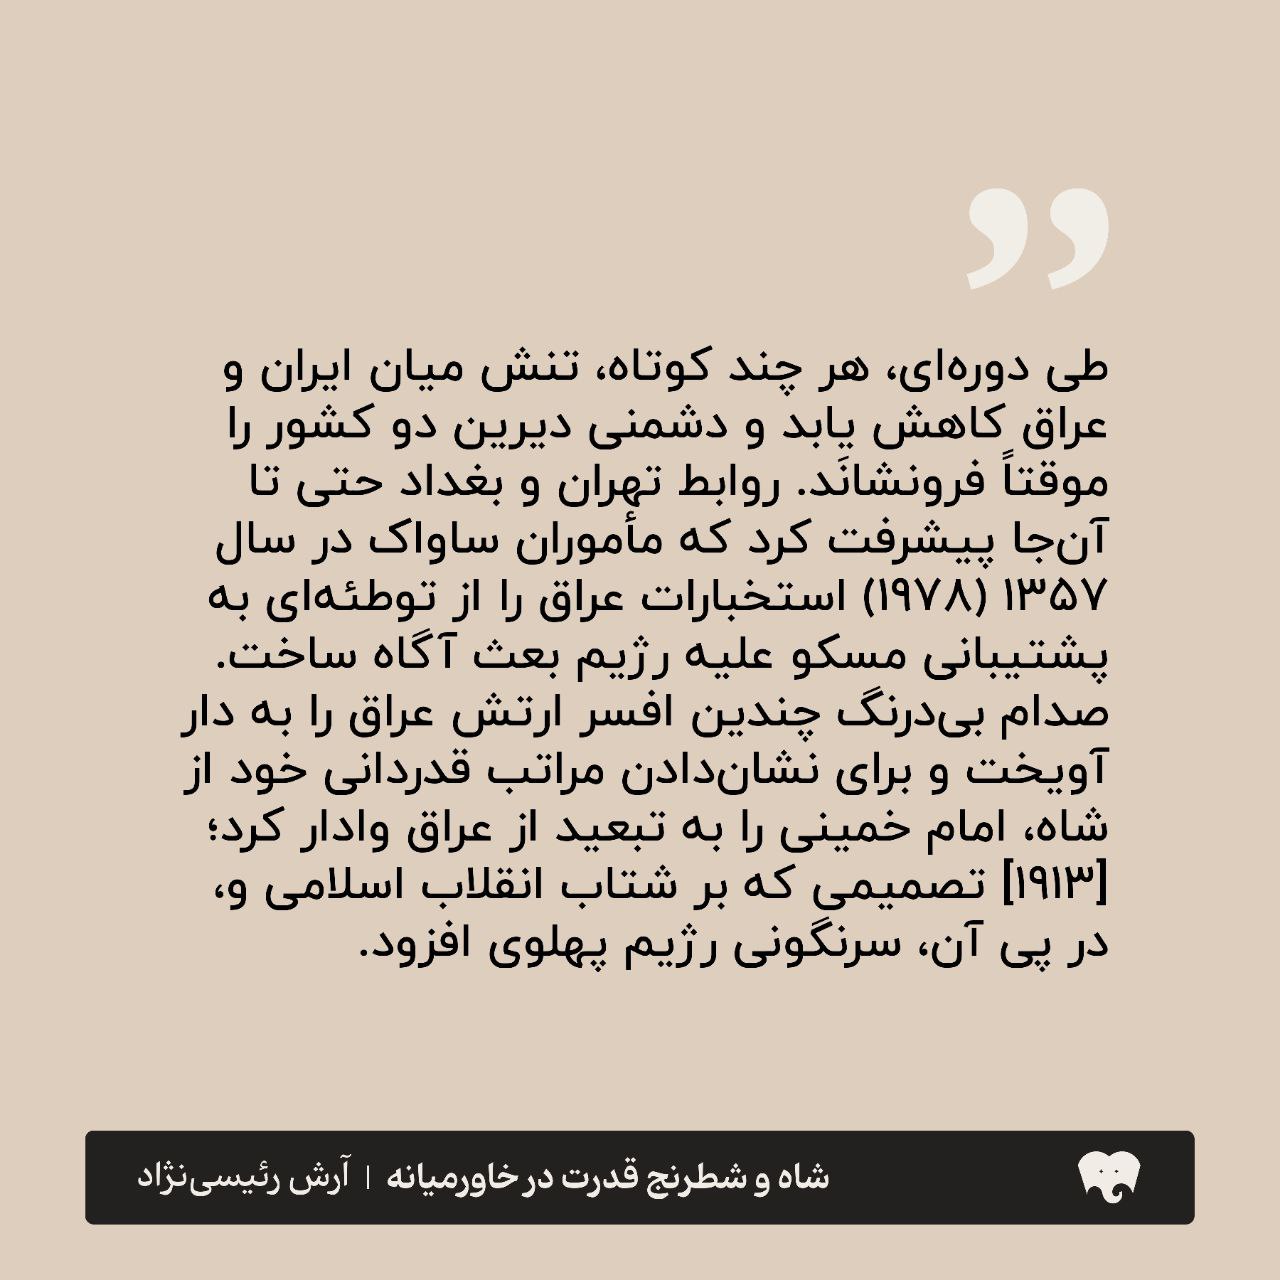 ”
طی دوره‌ای، هر چند کوتاه، تنش میان ایران و
عراق کاهش یابد و دشمنی دیرین دو کشور را
موقتاً فرونشانَد. روابط تهران و بغداد حتی تا
آن‌جا پیشرفت کرد که مأموران ساواک در سال
۱۳۵۷ (۱۹۷۸) استخبارات عراق را از توطئه‌ای به
پشتیبانی مسکو علیه رژیم بعث آگاه ساخت.
صدام بی‌درنگ چندین افسر ارتش عراق را به دار
آویخت و برای نشان‌دادن مراتب قدردانی خود از
شاه، امام خمینی را به تبعید از عراق وادار کرد؛
[۱۹۱۳] تصمیمی که بر شتاب انقلاب اسلامی و،
در پی آن، سرنگونی رژیم پهلوی افزود.
شاه و شطرنج قدرت در خاورمیانه | آرش رئیسی‌نژاد